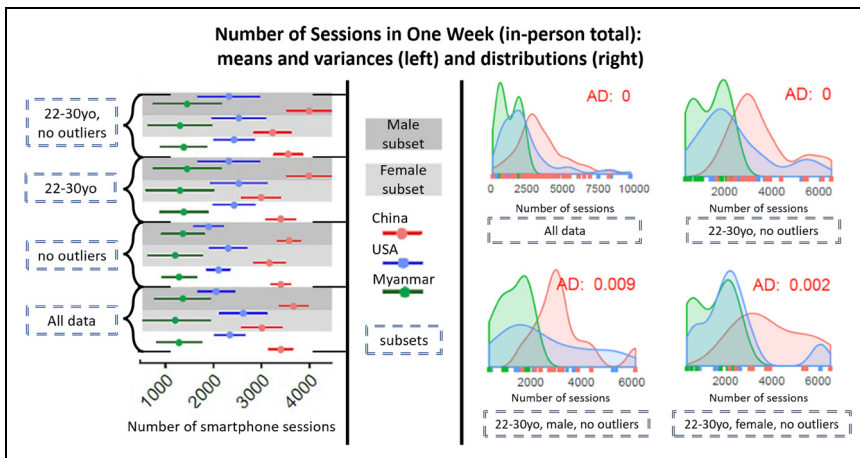 Number of Sessions in One Week (in-person total):
means and variances (left) and distributions (right)
22-30yo,
no outliers
22-30yo
no outliers
All data
1000
2000
3000
4000
Number of smartphone sessions
Male
subset
Female
subset
China
USA
Myanmar
subsets
AD: 0
0 2500 5000 7500 10000
Number of sessions
All data
AD: 0
2000 4000 6000
Number of sessions
22-30yo, no outliers
AD: 0.009
2000 4000 6000
Number of sessions
22-30yo, male, no outliers
AD: 0.002
2000 4000 6000
Number of sessions
22-30yo, female, no outliers